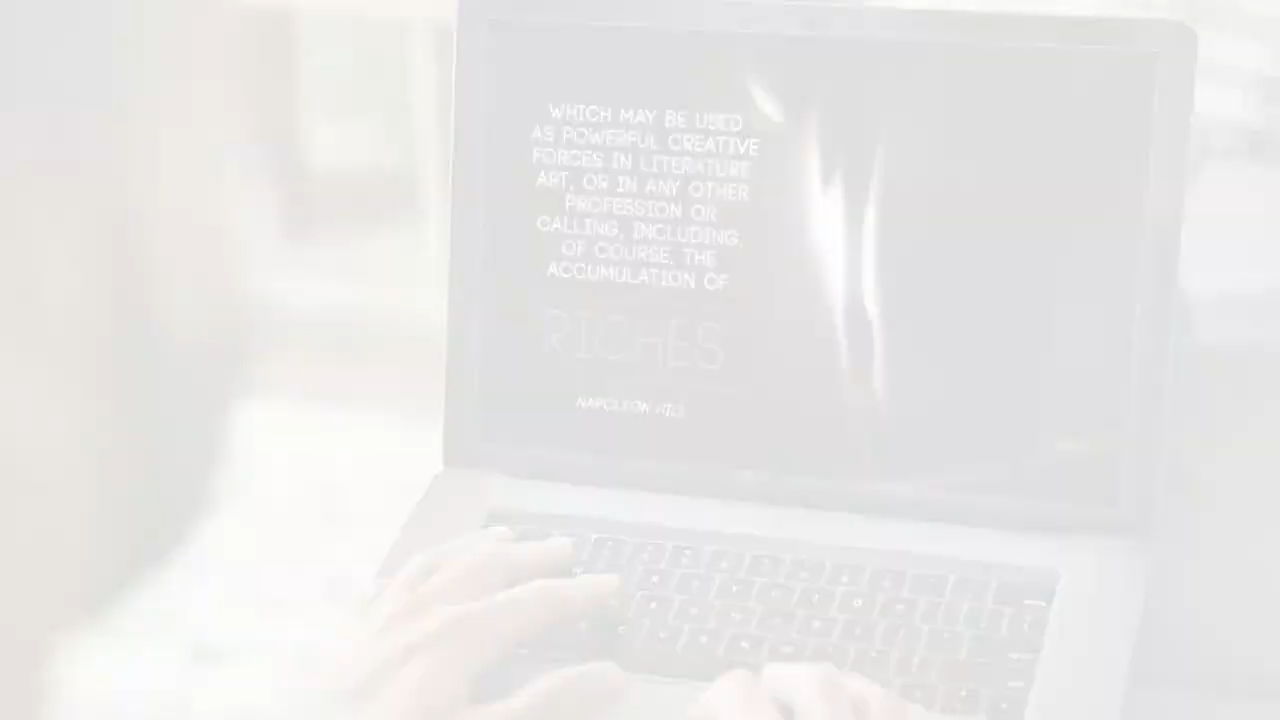 WHICH MAY BE USED
AS POWERFUL CREATIVE
FORCES IN LITERATURE
ART, OR IN ANY OTHER
PROFESSION OR
CALLING, INCLUDING,
OF COURSE, THE
ACCUMULATION OF
RICHES
NAPOLEON HILL